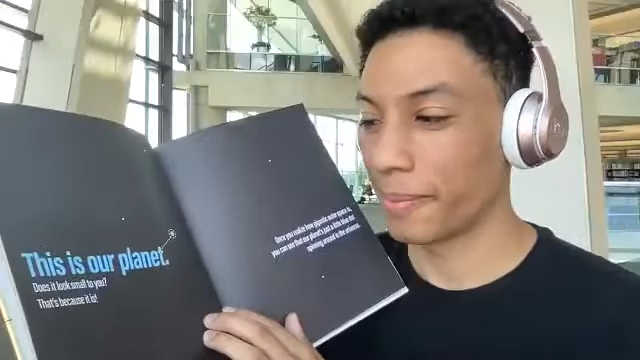 This is our planet.
Does it look small to you?
That's because it is!
Once you realize how gigantic outer space is,
you can see that our planet's just a little blue dot
spinning around in the universe.